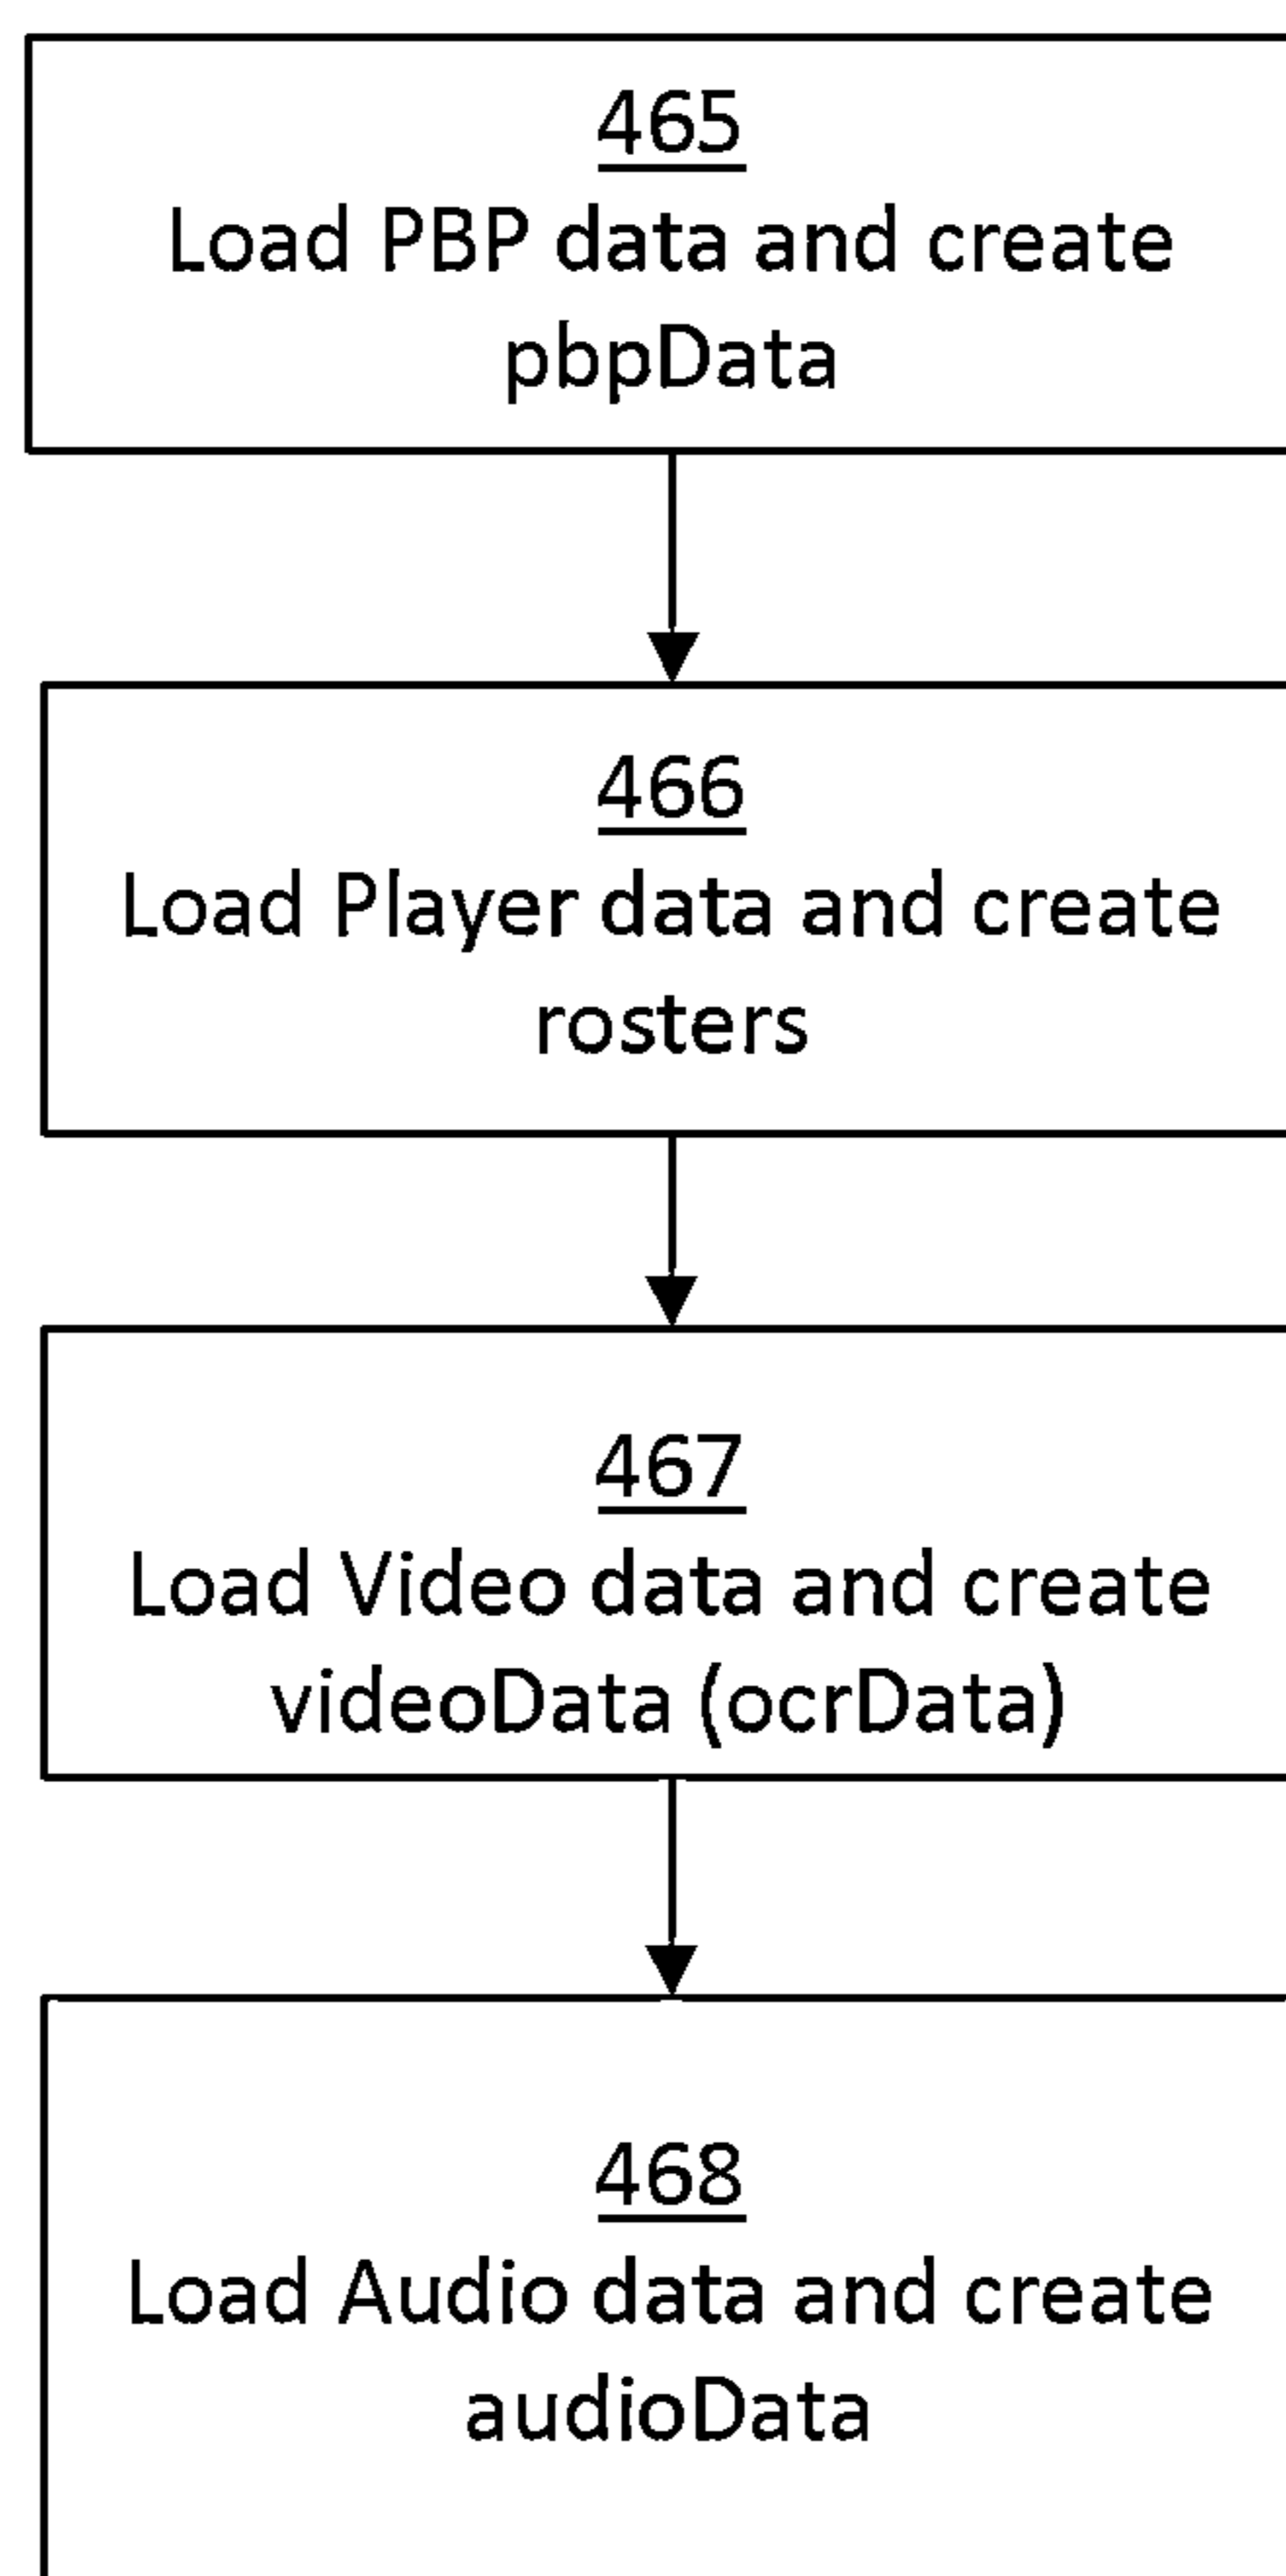 465
Load PBP data and create
pbpData
466
Load Player data and create
rosters
467
Load Video data and create
videoData (ocrData)
468
Load Audio data and create
audioData